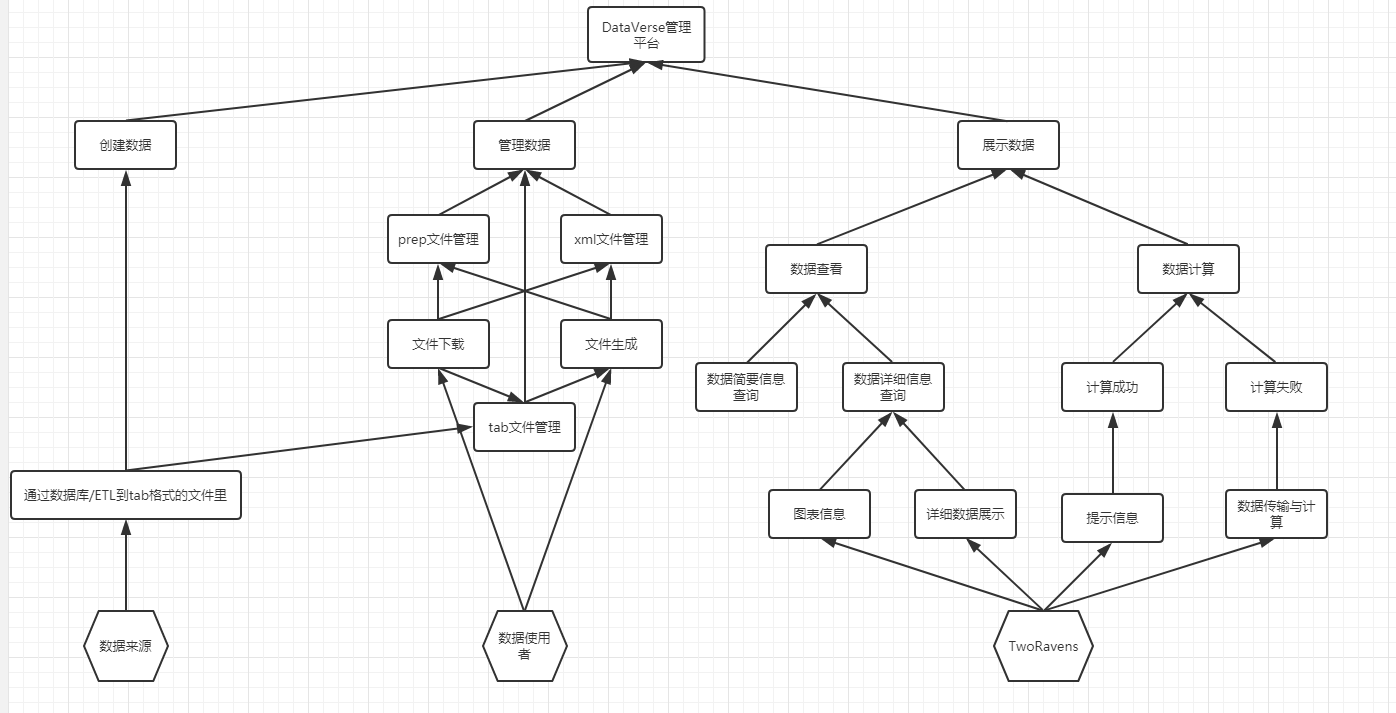 DataVerse管理
平台
创建数据
管理数据
展示数据
prep文件管理
xml文件管理
数据查看
数据计算
文件下载
文件生成
数据简要信息
查询
数据详细信息
查询
计算成功
计算失败
tab文件管理
通过数据库/ETL到tab格式的文件里
图表信息
详细数据展示
提示信息
数据传输与计
算
数据来源
数据使用
者
TwoRavens